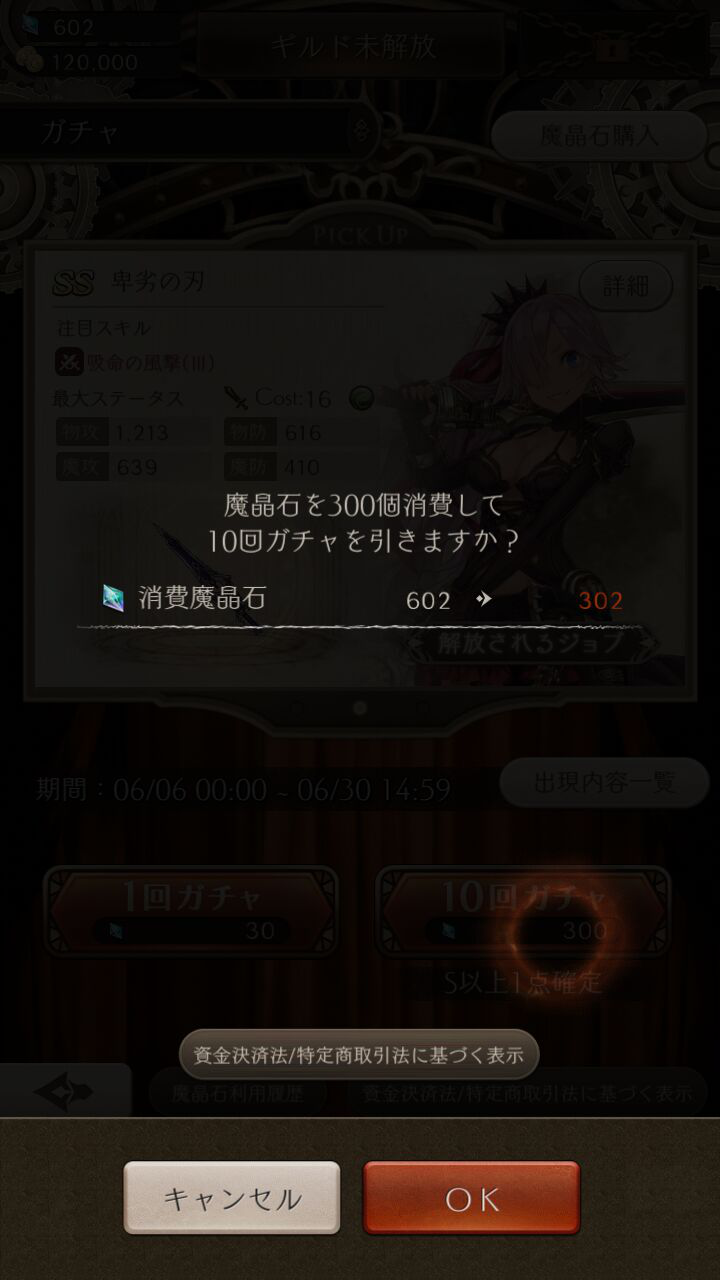 602
120,000
ギルド未解放
ガチャ
魔晶石購入
PICK UP
SS 卑劣の刃
詳細
注目スキル
吸命の風撃(III)
最大ステータス Cost:16
物攻 1,213 物防 616
魔攻 639 魔防 410
魔晶石を300個消費して
10回ガチャを引きますか？
消費魔晶石 602 302
解放されるジョブ
期間：06/06 00:00 ~ 06/30 14:59
出現内容一覧
1回ガチャ
30
10回ガチャ
300
S以上1点確定
資金決済法/特定商取引法に基づく表示
魔晶石利用履歴
資金決済法/特定商取引法に基づく表示
キャンセル
OK